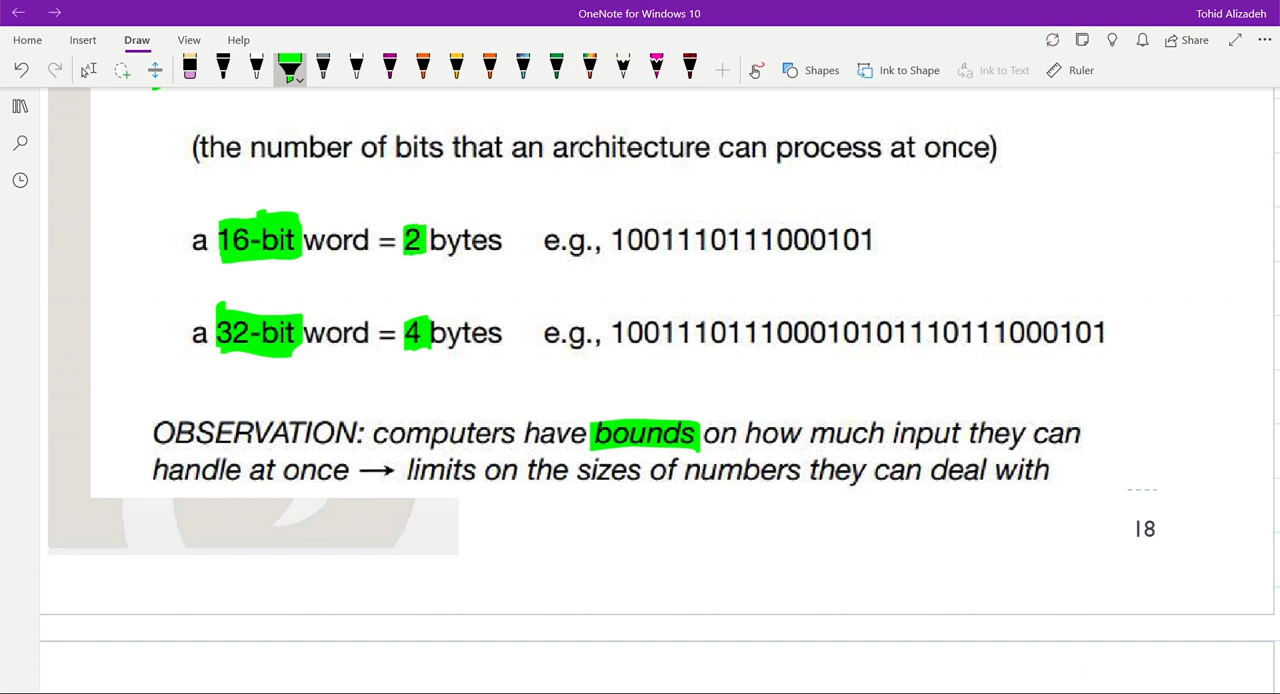 OneNote for Windows 10
Tohid Alizadeh
Home Insert Draw View Help
Share
Shapes
Ink to Shape
Ink to Text
Ruler
(the number of bits that an architecture can process at once)
a 16-bit word = 2 bytes e.g., 1001110111000101
a 32-bit word = 4 bytes e.g., 10011101110001010111011​1000101
OBSERVATION: computers have bounds on how much input they can
handle at once → limits on the sizes of numbers they can deal with
18